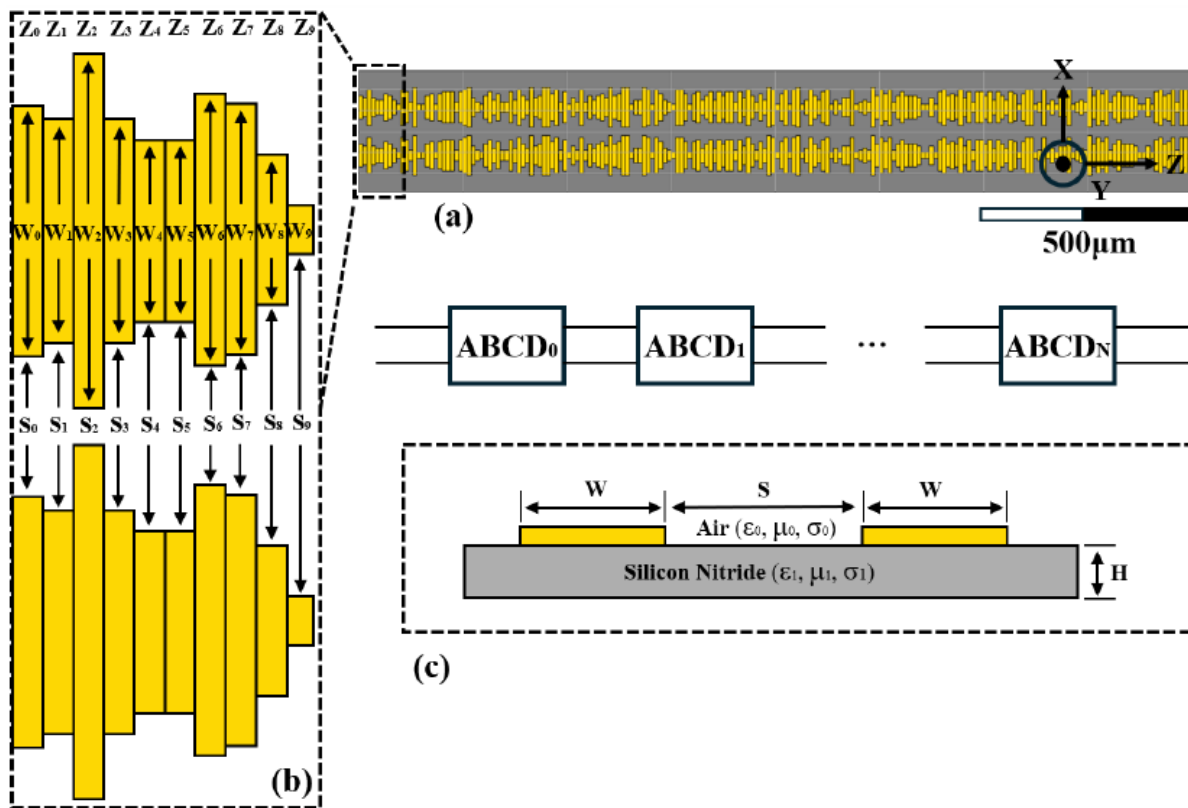 Z₀ Z₁ Z₂ Z₃ Z₄ Z₅ Z₆ Z₇ Z₈ Z₉
W₀ W₁ W₂ W₃ W₄ W₅ W₆ W₇ W₈ W₉
S₀ S₁ S₂ S₃ S₄ S₅ S₆ S₇ S₈ S₉
(b)
X
Z
Y
(a)
500μm
ABCD₀ ABCD₁ ... ABCD_N
W S W
Air (ε₀, μ₀, σ₀)
Silicon Nitride (ε₁, μ₁, σ₁)
H
(c)